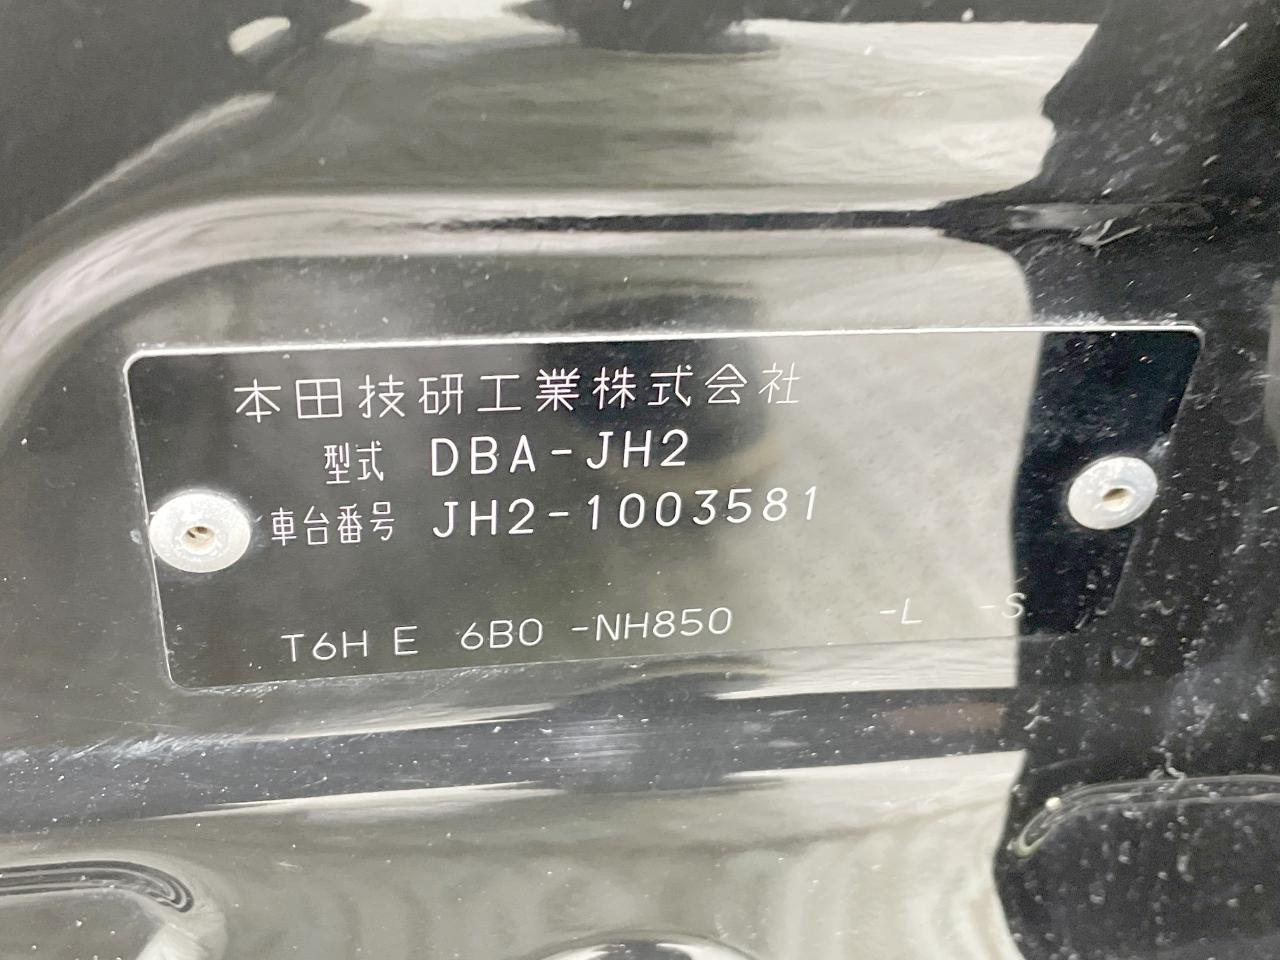 本田技研工業株式会社
型式 DBA-JH2
車台番号 JH2-1003581
T6H E 6B0 -NH850 -L -S